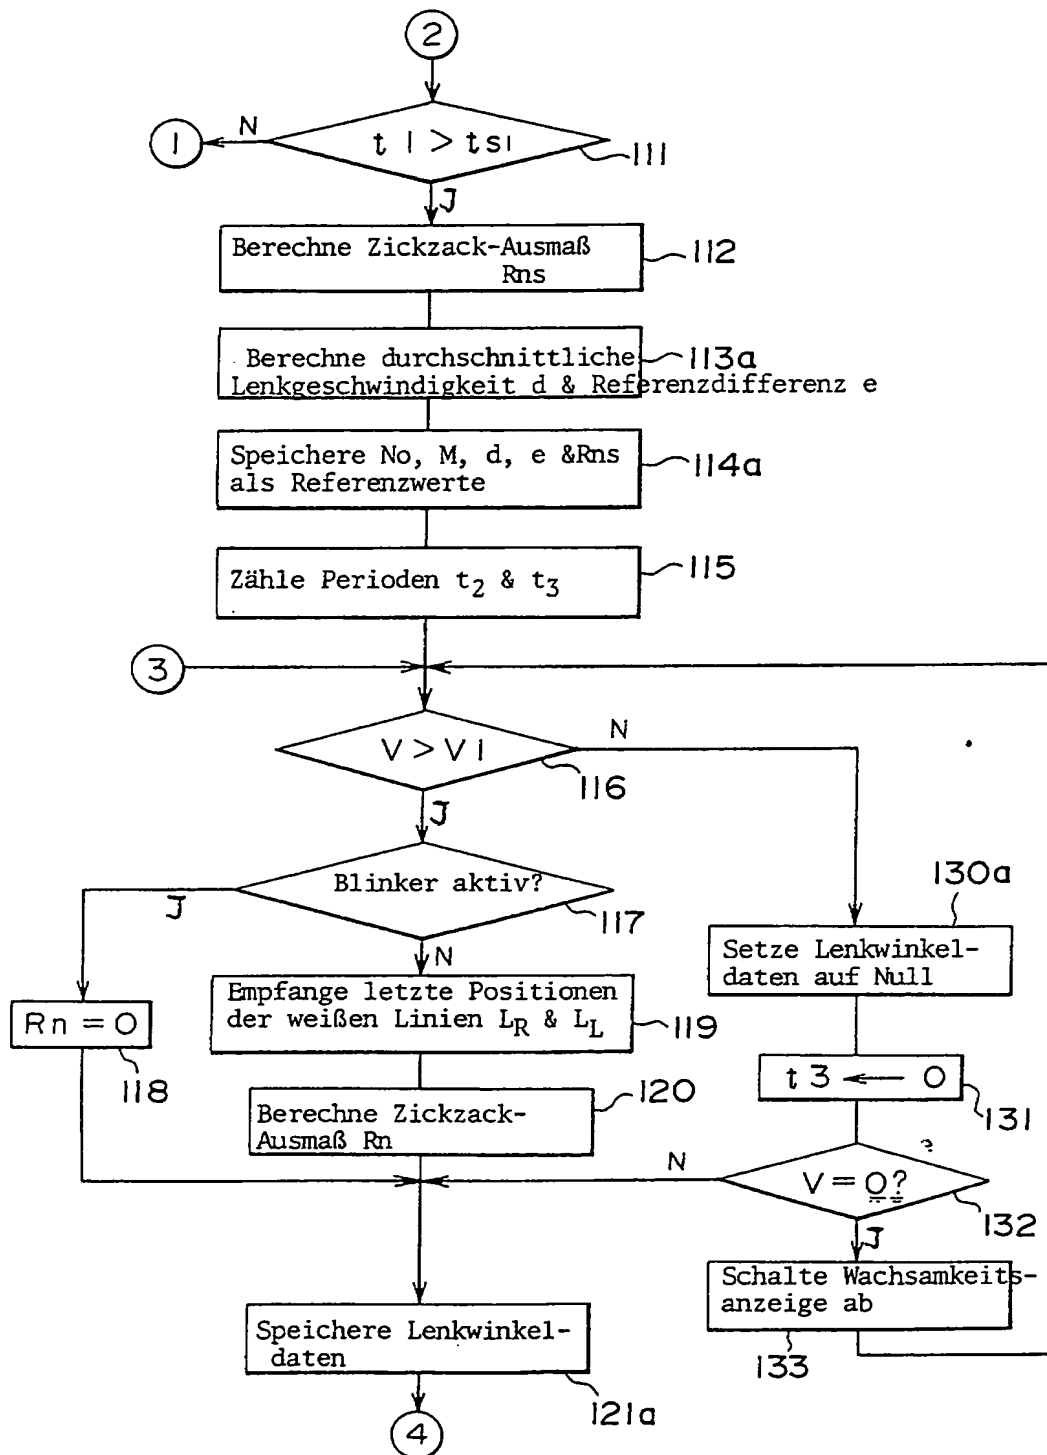 2
1
N
t1 > ts1
111
J
Berechne Zickzack-Ausmaß
Rns
112
Berechne durchschnittliche
Lenkgeschwindigkeit d & Referenzdifferenz e
113a
Speichere No, M, d, e &Rns
als Referenzwerte
114a
Zähle Perioden t2 & t3
115
3
V > V1
N
116
J
Blinker aktiv?
J
117
N
130a
Setze Lenkwinkel-
daten auf Null
Empfange letzte Positionen
der weißen Linien LR & LL
119
Rn = 0
118
t3 ← 0
131
Berechne Zickzack-
Ausmaß Rn
120
N
V = 0?
132
J
Schalte Wachsamkeits-
anzeige ab
133
Speichere Lenkwinkel-
daten
121a
4